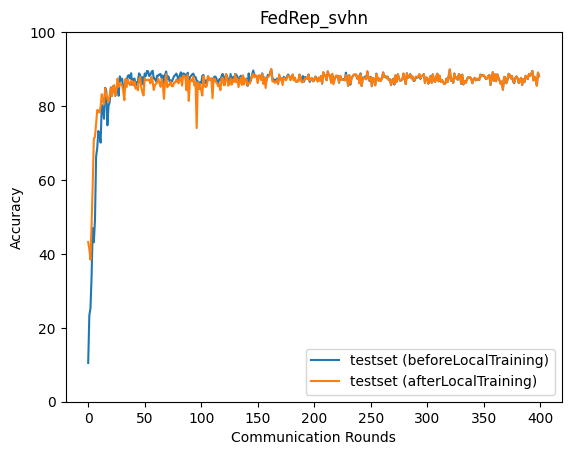 FedRep_svhn
100
80
60
40
20
0
Accuracy
testset (beforeLocalTraining)
testset (afterLocalTraining)
0 50 100 150 200 250 300 350 400
Communication Rounds